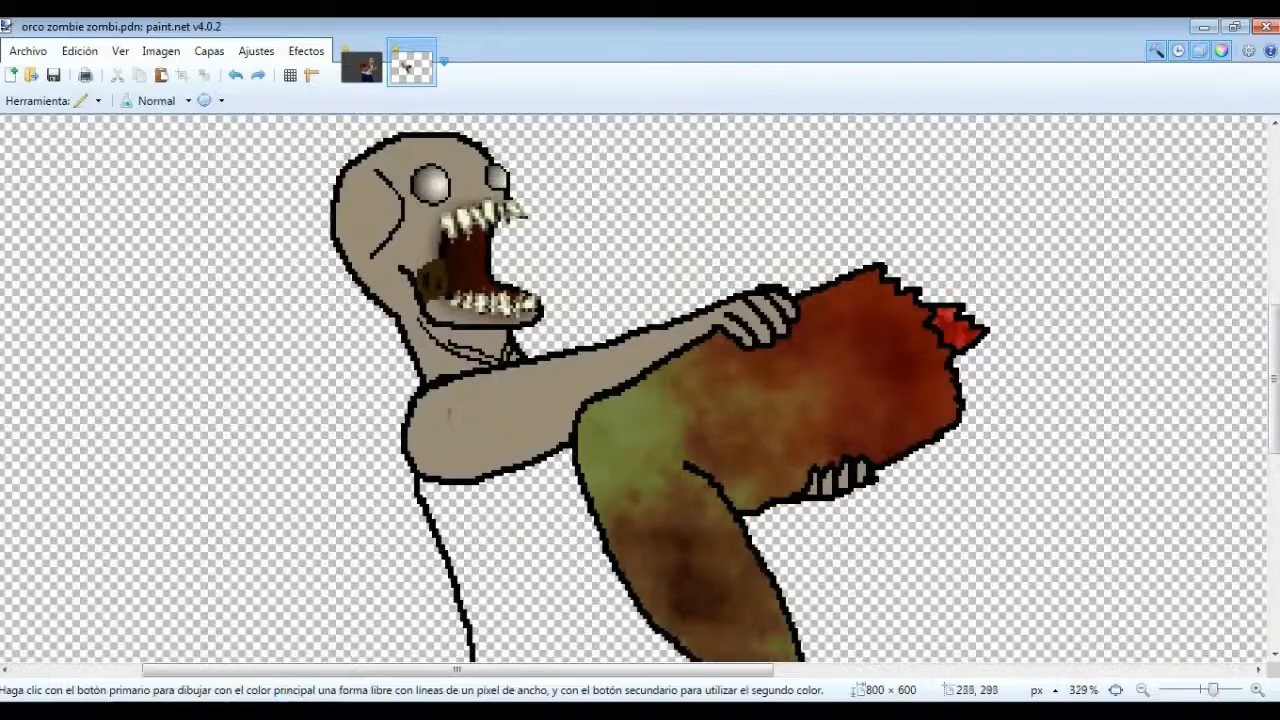 orco zombie zombi.pdn: paint.net v4.0.2
Archivo Edición Ver Imagen Capas Ajustes Efectos
Herramienta: Normal
Haga clic con el botón primario para dibujar con el color principal una forma libre con líneas de un pixel de ancho, y con el botón secundario para utilizar el segundo color. 800 × 600 288, 298 px 329%